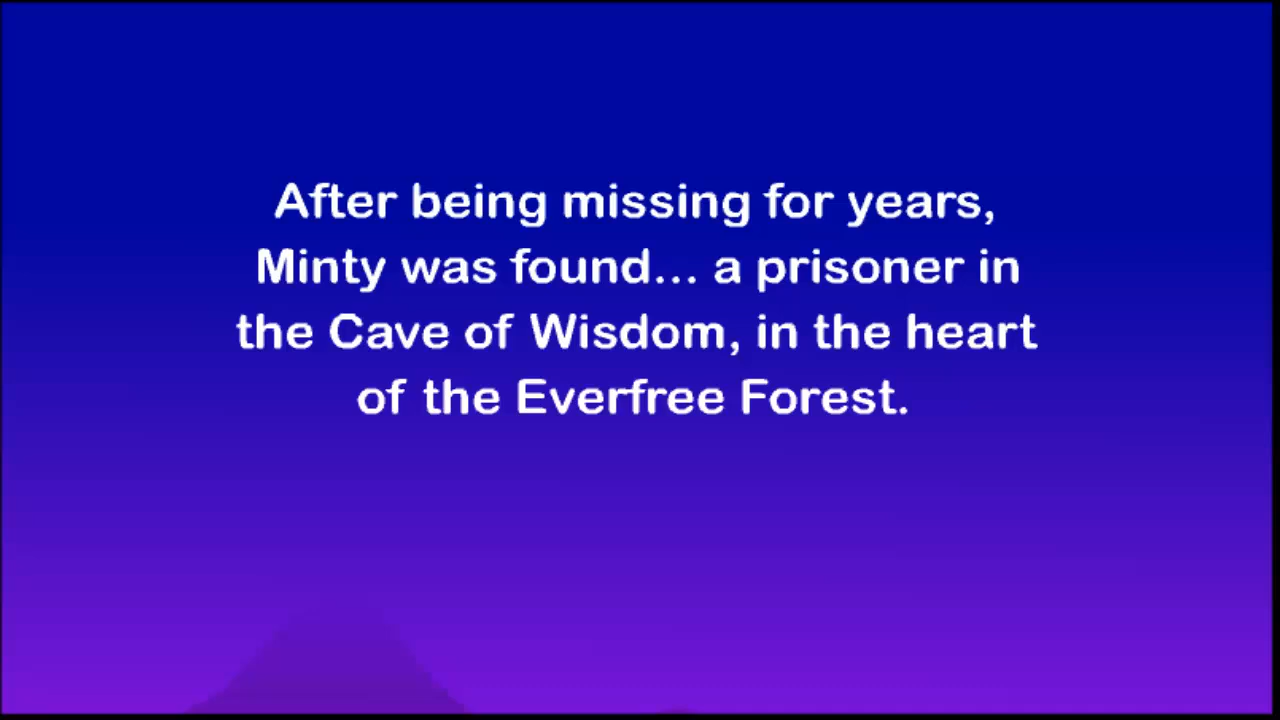 After being missing for years,
Minty was found... a prisoner in
the Cave of Wisdom, in the heart
of the Everfree Forest.